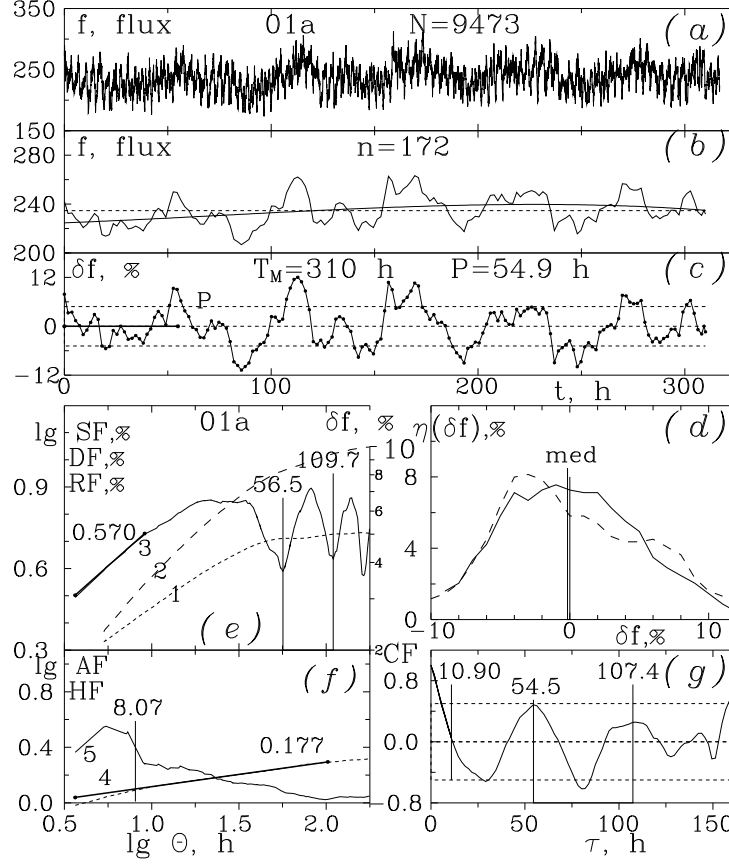 350
f, flux 01a N=9473 (a)
250
150
f, flux n=172 (b)
280
240
200
δf, % T_M=310 h P=54.9 h (c)
12
P
0
−12
0 100 200 300
t, h
lg SF,% 01a δf, %
DF,%
RF,%
10
109.7
8
56.5
6
0.9
0.570
3
4
2
0.6
1
(e)
0.3
2
η(δf),% (d)
med
8
4
0
−10 0 10
δf,%
lg AF (f)
HF
0.8
8.07
0.177
0.4
5
4
0.0
0.5 1.0 1.5 2.0
lg Θ, h
CF (g)
0.8
10.90 107.4
54.5
0.0
−0.8
0 50 100 150
τ, h